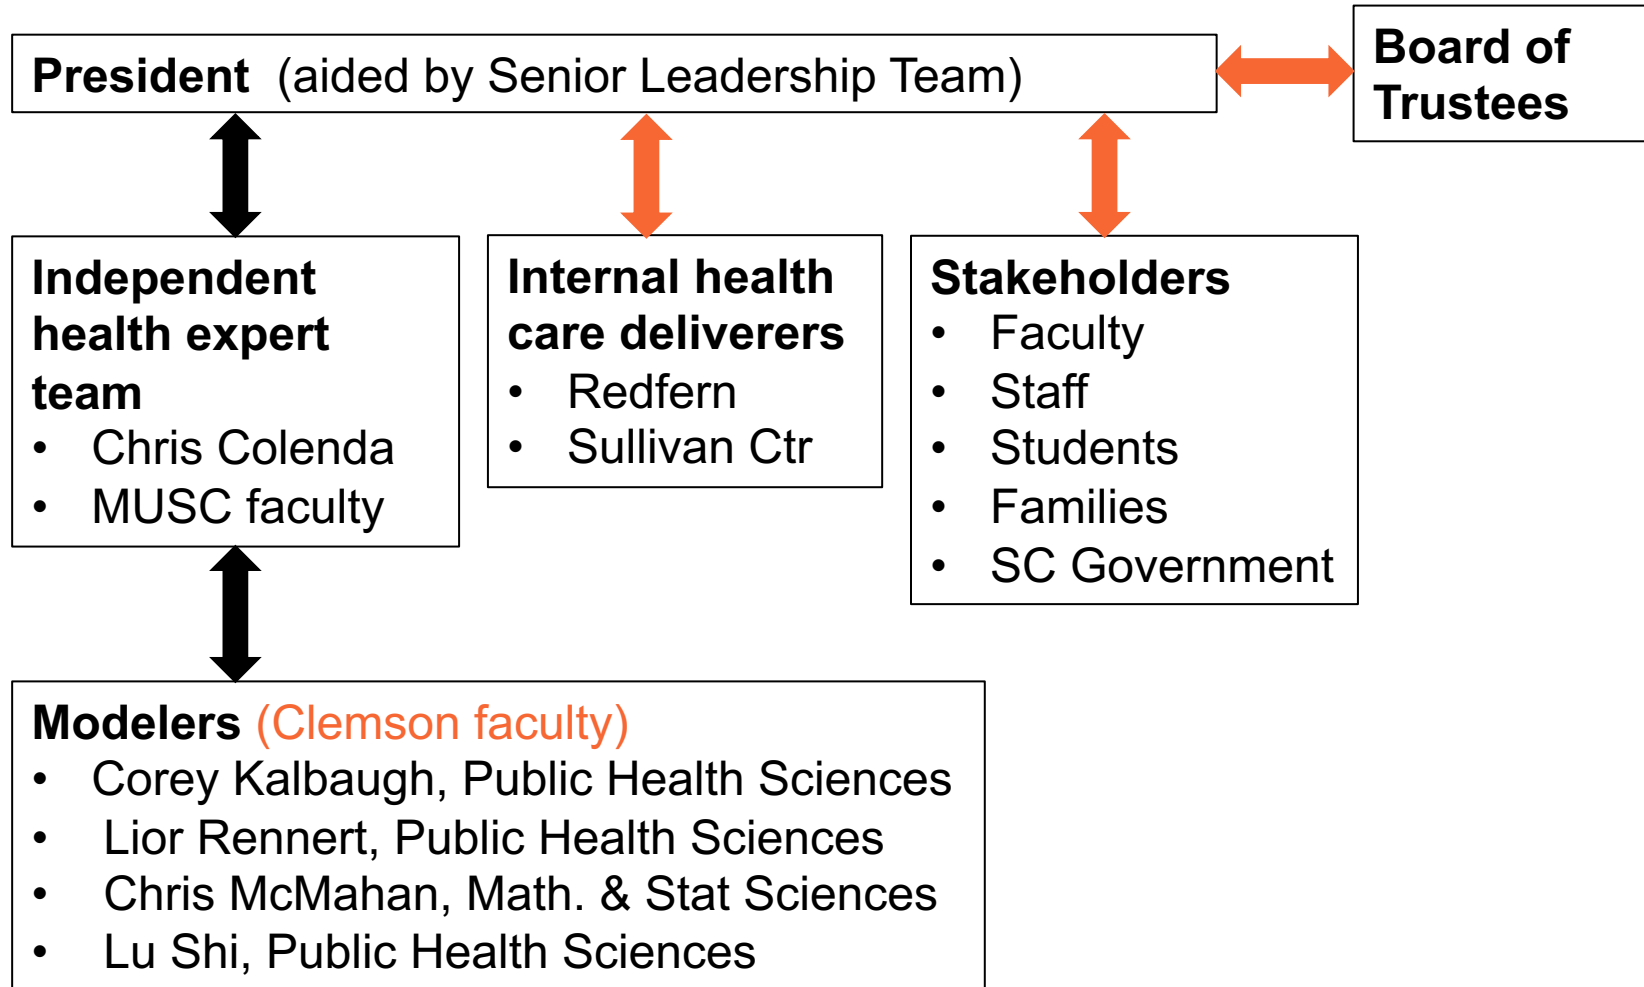 President (aided by Senior Leadership Team)
Board of
Trustees
Independent
health expert
team
• Chris Colenda
• MUSC faculty
Internal health
care deliverers
• Redfern
• Sullivan Ctr
Stakeholders
• Faculty
• Staff
• Students
• Families
• SC Government
Modelers (Clemson faculty)
• Corey Kalbaugh, Public Health Sciences
• Lior Rennert, Public Health Sciences
• Chris McMahan, Math. & Stat Sciences
• Lu Shi, Public Health Sciences